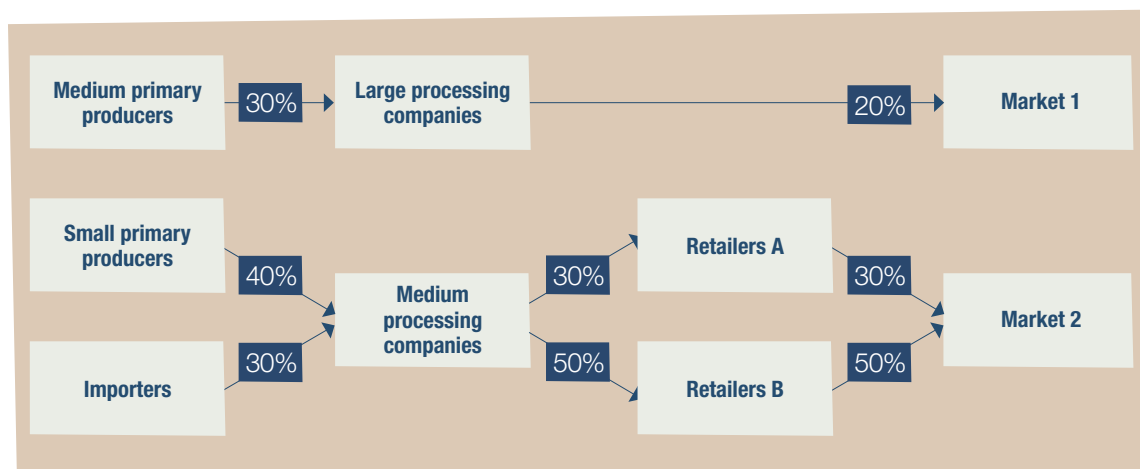 Medium primary
producers
30%
Large processing
companies
20%
Market 1
Small primary
producers
40%
Importers
30%
Medium
processing
companies
30%
50%
Retailers A
Retailers B
30%
50%
Market 2